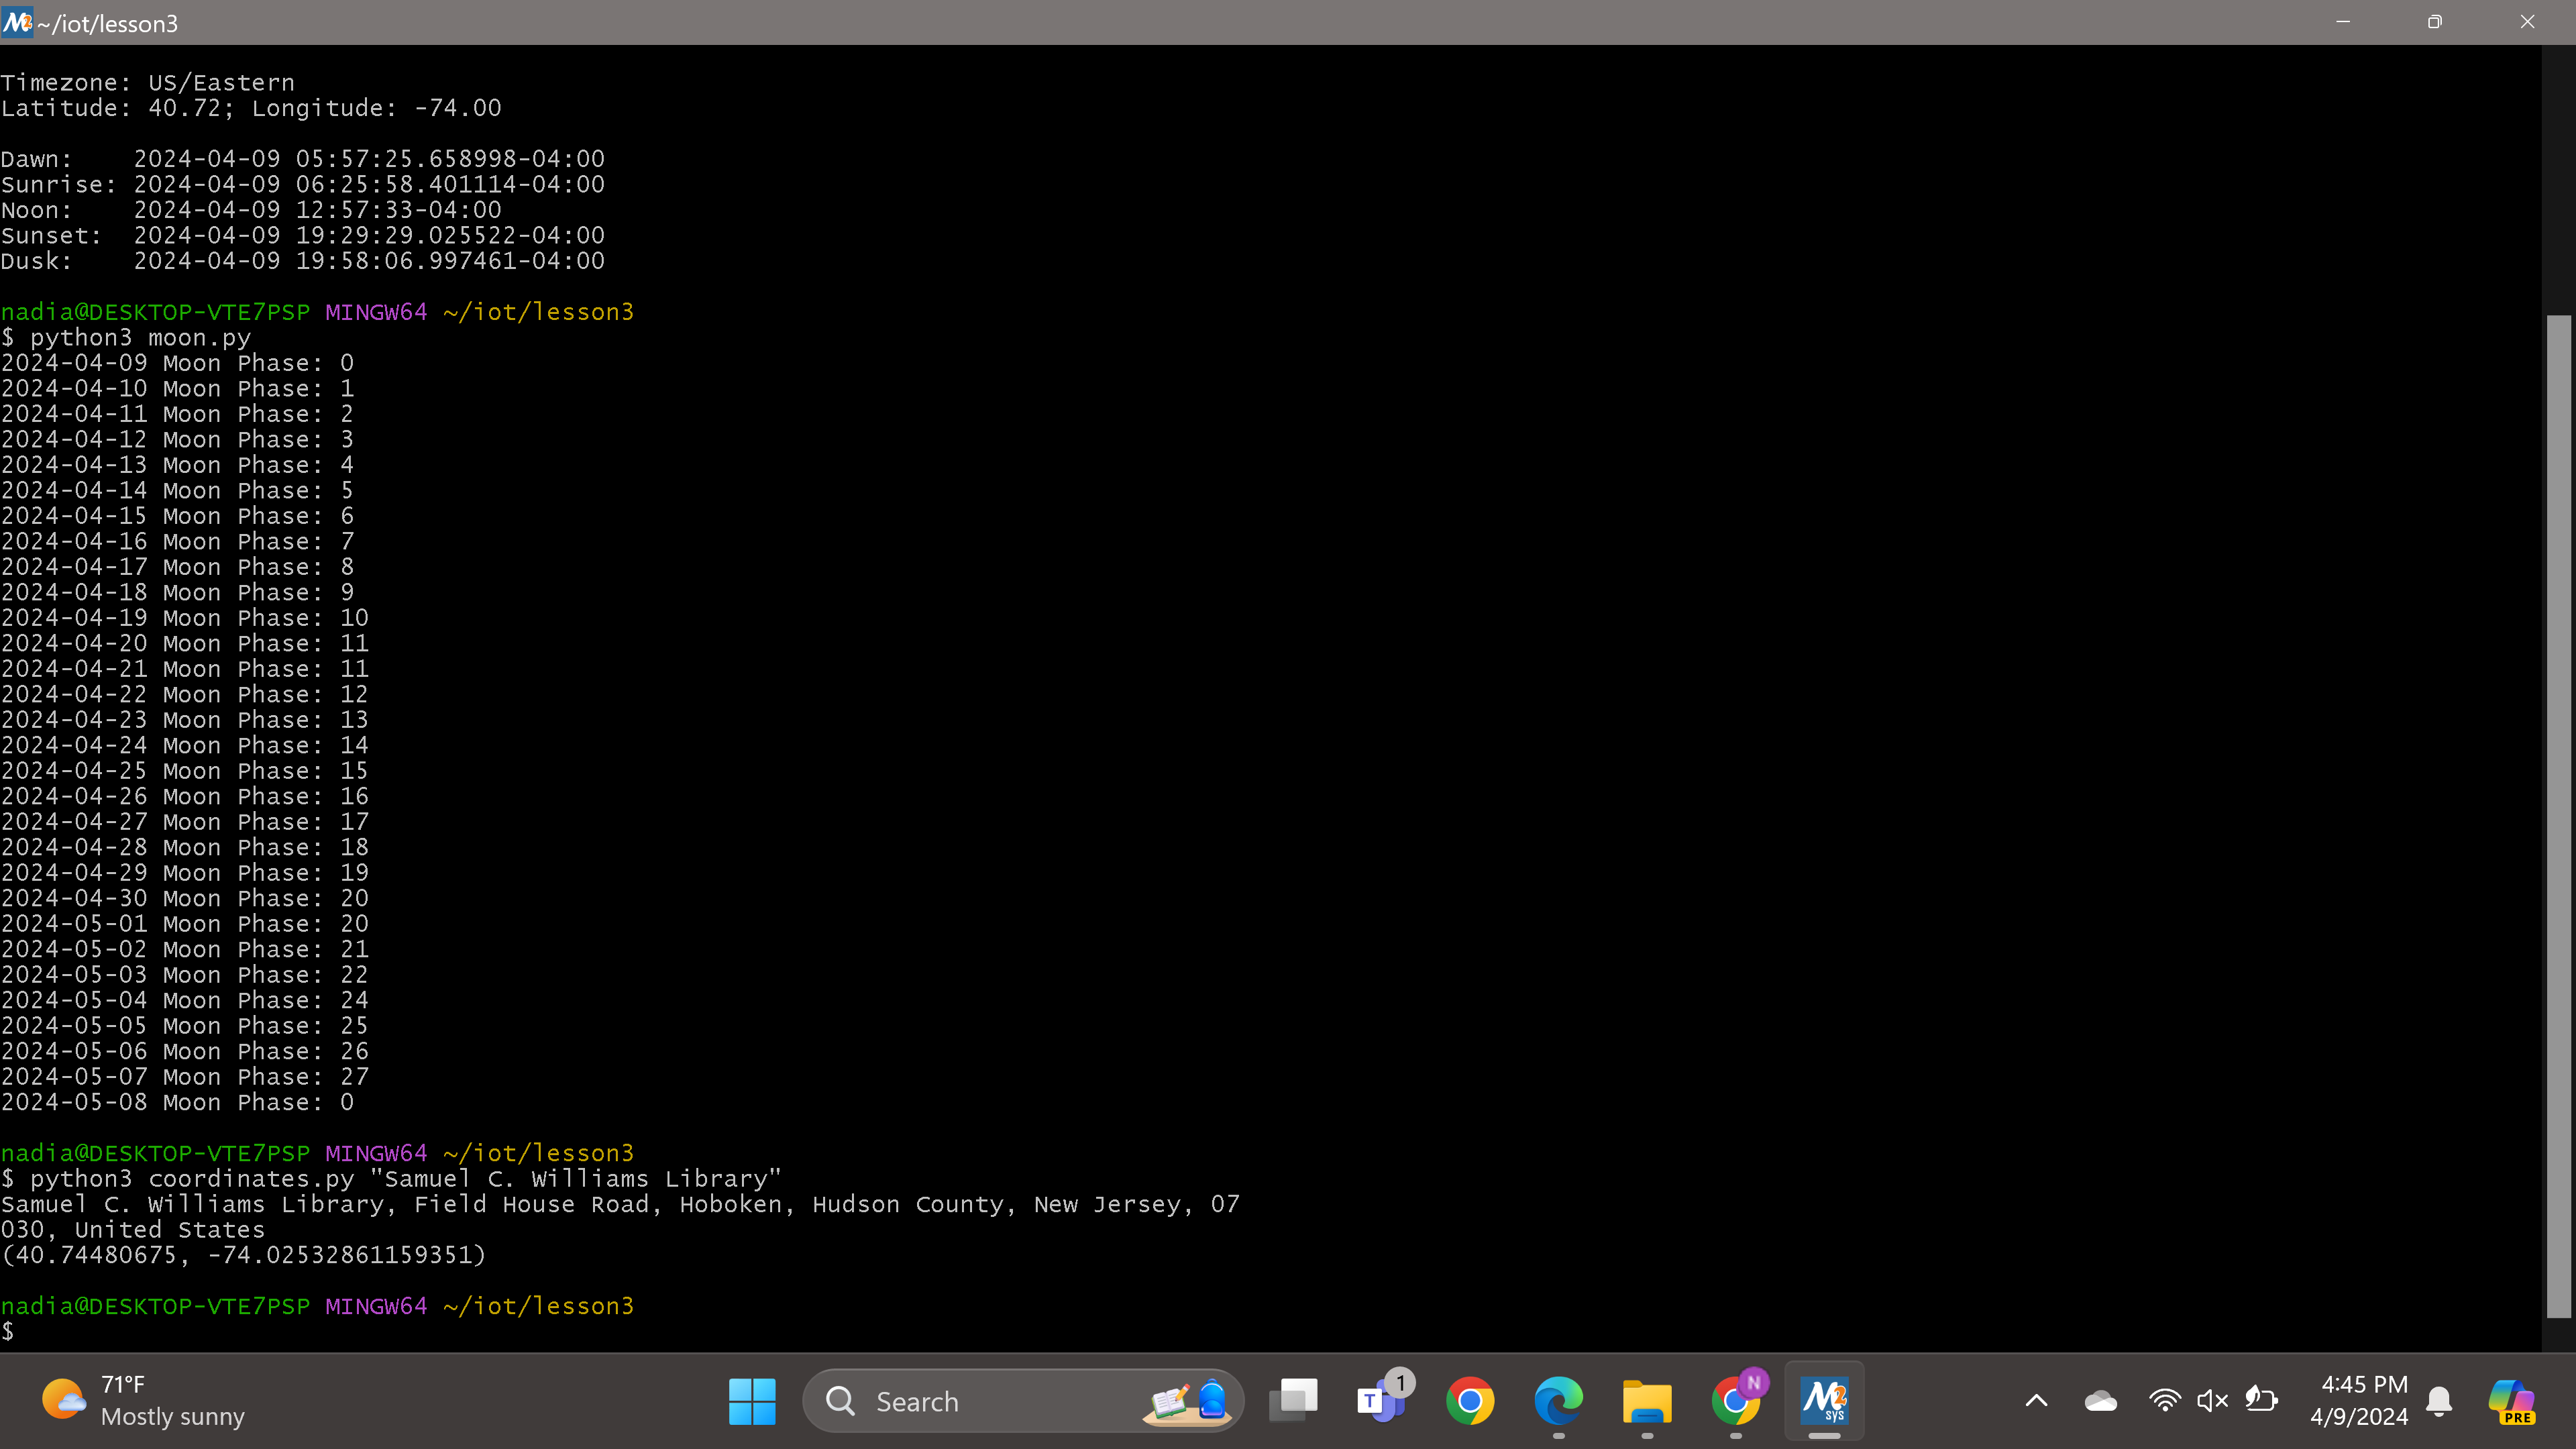 M2 ~/iot/lesson3
Timezone: US/Eastern
Latitude: 40.72; Longitude: -74.00
Dawn:    2024-04-09 05:57:25.658998-04:00
Sunrise: 2024-04-09 06:25:58.401114-04:00
Noon:    2024-04-09 12:57:33-04:00
Sunset:  2024-04-09 19:29:29.025522-04:00
Dusk:    2024-04-09 19:58:06.997461-04:00
nadia@DESKTOP-VTE7PSP MINGW64 ~/iot/lesson3
$ python3 moon.py
2024-04-09 Moon Phase: 0
2024-04-10 Moon Phase: 1
2024-04-11 Moon Phase: 2
2024-04-12 Moon Phase: 3
2024-04-13 Moon Phase: 4
2024-04-14 Moon Phase: 5
2024-04-15 Moon Phase: 6
2024-04-16 Moon Phase: 7
2024-04-17 Moon Phase: 8
2024-04-18 Moon Phase: 9
2024-04-19 Moon Phase: 10
2024-04-20 Moon Phase: 11
2024-04-21 Moon Phase: 11
2024-04-22 Moon Phase: 12
2024-04-23 Moon Phase: 13
2024-04-24 Moon Phase: 14
2024-04-25 Moon Phase: 15
2024-04-26 Moon Phase: 16
2024-04-27 Moon Phase: 17
2024-04-28 Moon Phase: 18
2024-04-29 Moon Phase: 19
2024-04-30 Moon Phase: 20
2024-05-01 Moon Phase: 20
2024-05-02 Moon Phase: 21
2024-05-03 Moon Phase: 22
2024-05-04 Moon Phase: 24
2024-05-05 Moon Phase: 25
2024-05-06 Moon Phase: 26
2024-05-07 Moon Phase: 27
2024-05-08 Moon Phase: 0
nadia@DESKTOP-VTE7PSP MINGW64 ~/iot/lesson3
$ python3 coordinates.py "Samuel C. Williams Library"
Samuel C. Williams Library, Field House Road, Hoboken, Hudson County, New Jersey, 07
030, United States
(40.74480675, -74.02532861159351)
nadia@DESKTOP-VTE7PSP MINGW64 ~/iot/lesson3
$
71°F
Mostly sunny
Search
T 1
N
M2 sys
4:45 PM
4/9/2024
PRE